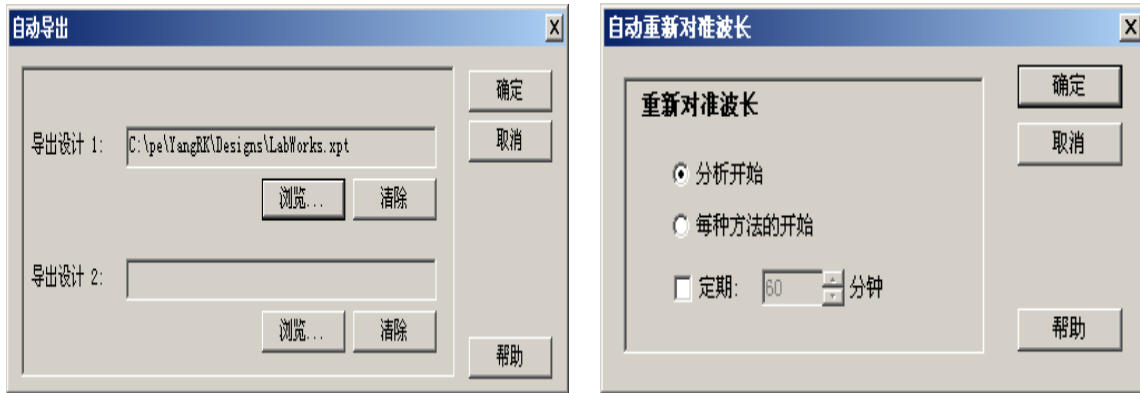 自动导出
确定
取消
导出设计 1: C:\pe\YangRK\Designs\LabWorks.xpt
浏览... 清除
导出设计 2:
浏览... 清除
帮助
自动重新对准波长
重新对准波长
分析开始
每种方法的开始
定期: 60 分钟
确定
取消
帮助